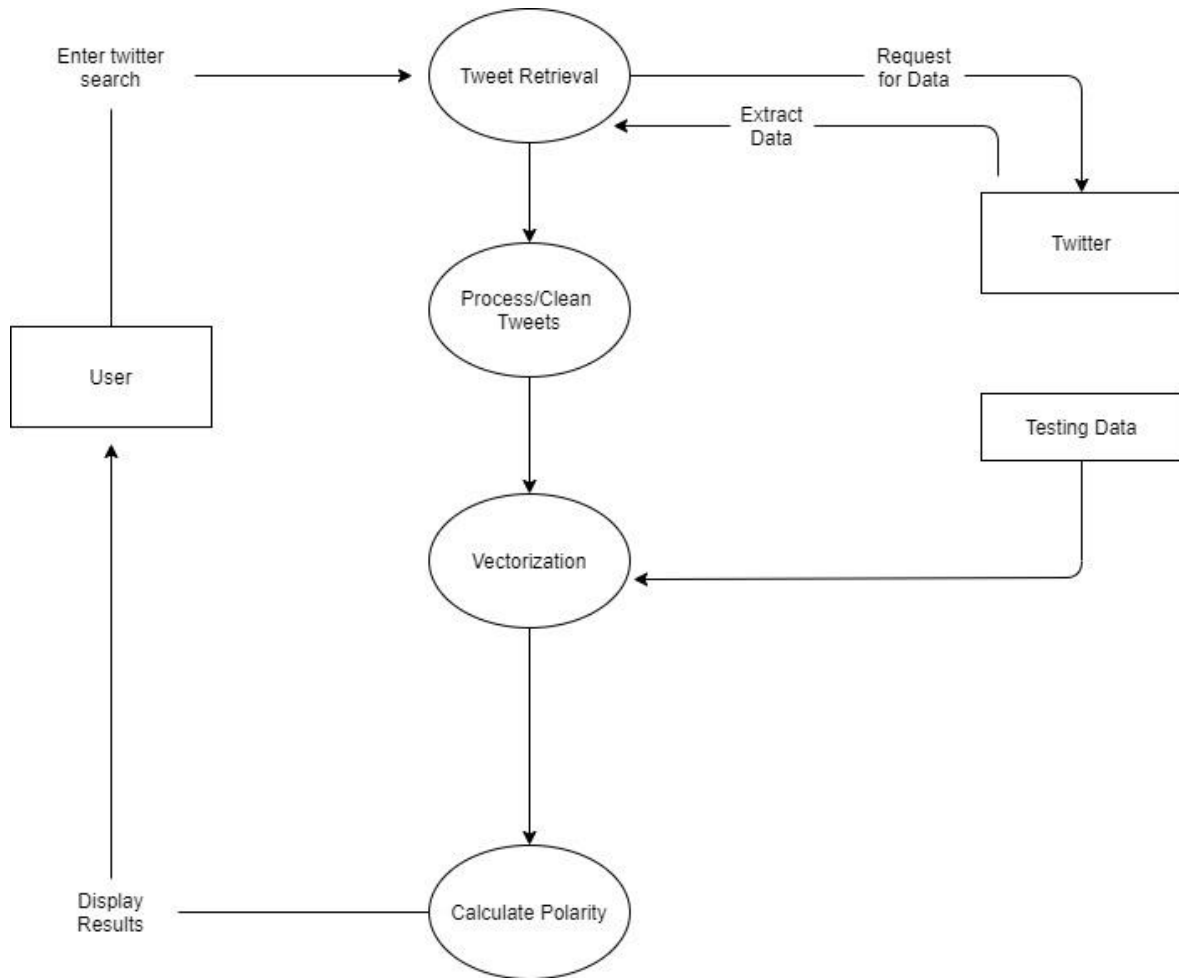 Enter twitter
search
Tweet Retrieval
Request
for Data
Extract
Data
Twitter
Process/Clean
Tweets
User
Testing Data
Vectorization
Display
Results
Calculate Polarity